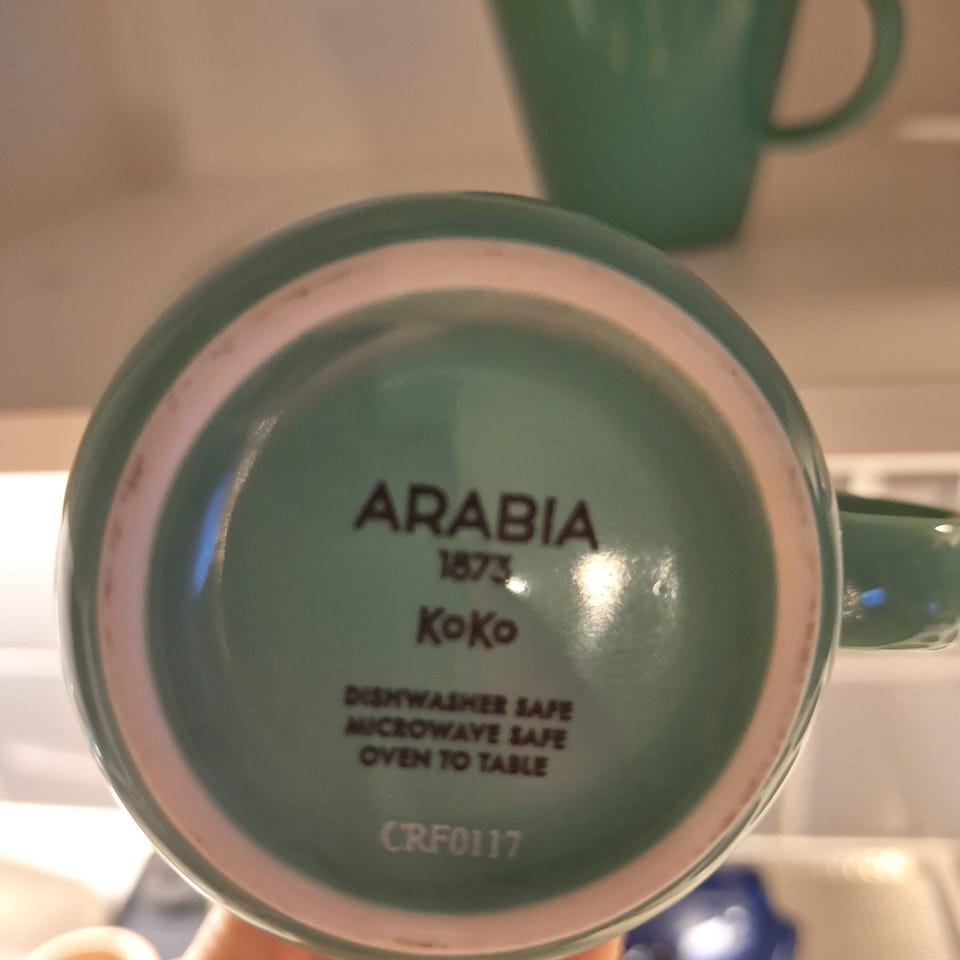 ARABIA
1873
KoKo
DISHWASHER SAFE
MICROWAVE SAFE
OVEN TO TABLE
CRF0117